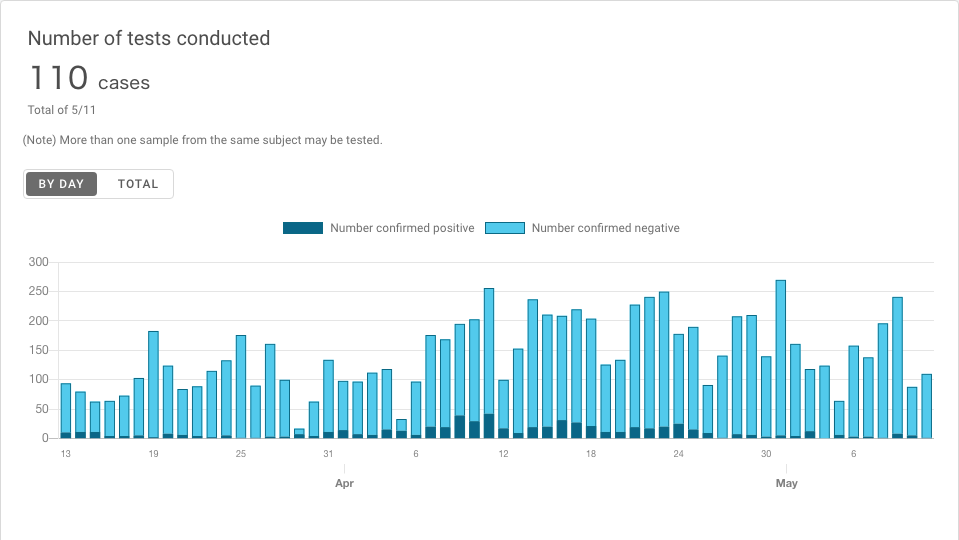 Number of tests conducted
110 cases
Total of 5/11
(Note) More than one sample from the same subject may be tested.
BY DAY TOTAL
Number confirmed positive Number confirmed negative
300
250
200
150
100
50
0
13 19 25 31 6 12 18 24 30 6
Apr May